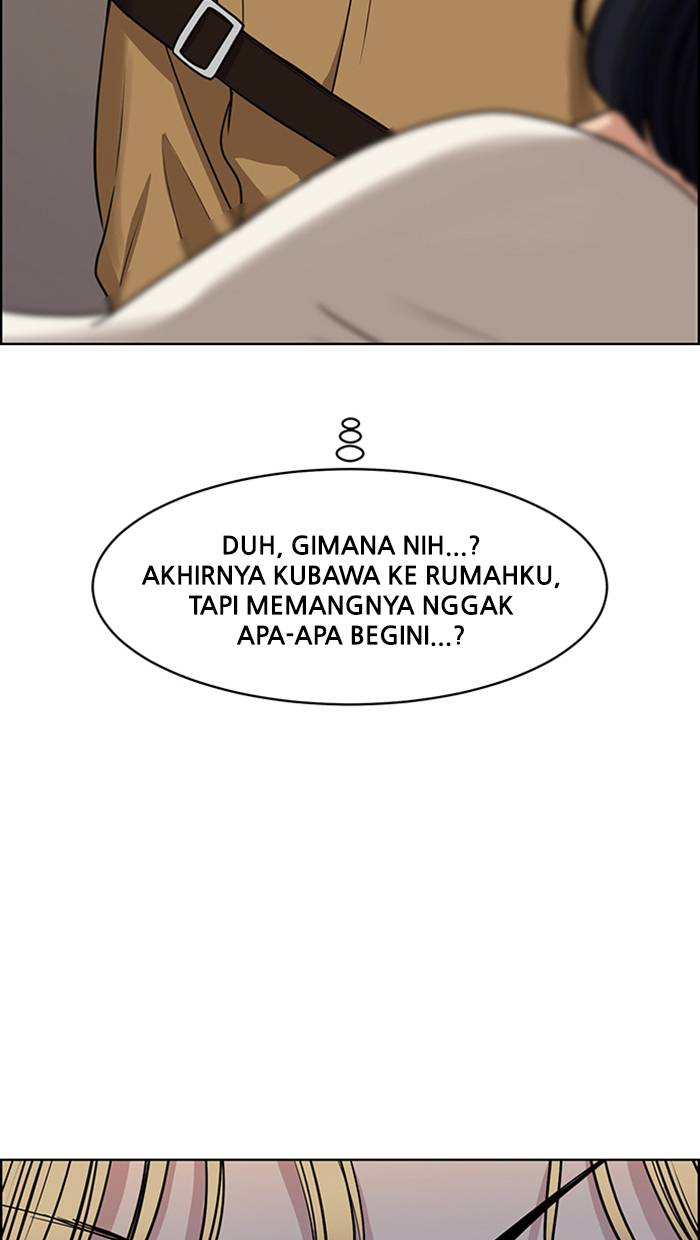 DUH, GIMANA NIH...?
AKHIRNYA KUBAWA KE RUMAHKU,
TAPI MEMANGNYA NGGAK
APA-APA BEGINI...?